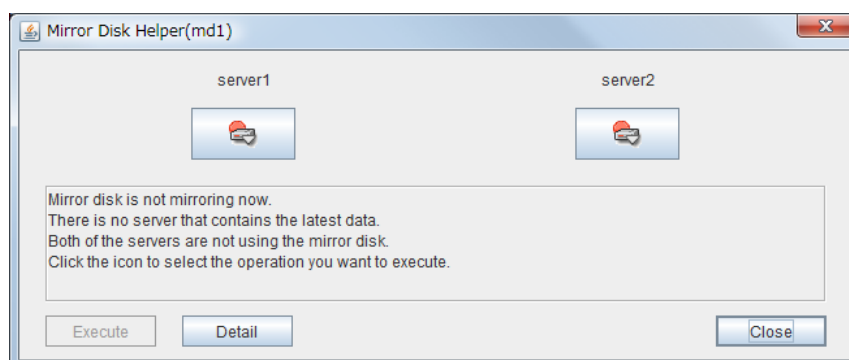 Mirror Disk Helper(md1)
server1 server2
Mirror disk is not mirroring now.
There is no server that contains the latest data.
Both of the servers are not using the mirror disk.
Click the icon to select the operation you want to execute.
Execute Detail Close